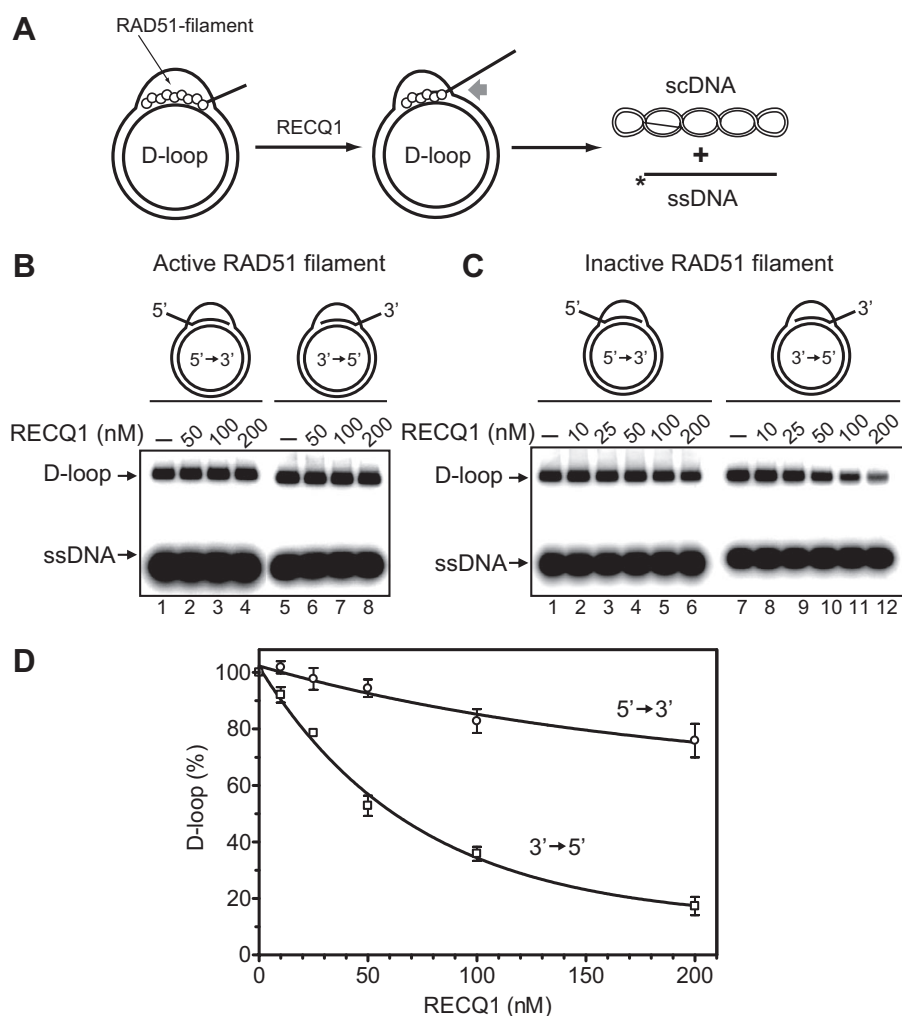 A
RAD51-filament
D-loop
RECQ1
D-loop
scDNA
+
*
ssDNA
B Active RAD51 filament
5’ 3’
5’→3’ 3’→5’
RECQ1 (nM) – 50 100 200 – 50 100 200
D-loop
ssDNA
1 2 3 4 5 6 7 8
C Inactive RAD51 filament
5’ 3’
5’→3’ 3’→5’
RECQ1 (nM) – 10 25 50 100 200 – 10 25 50 100 200
D-loop
ssDNA
1 2 3 4 5 6 7 8 9 10 11 12
D
D-loop (%)
100
80
60
40
20
0
5’→3’
3’→5’
0 50 100 150 200
RECQ1 (nM)